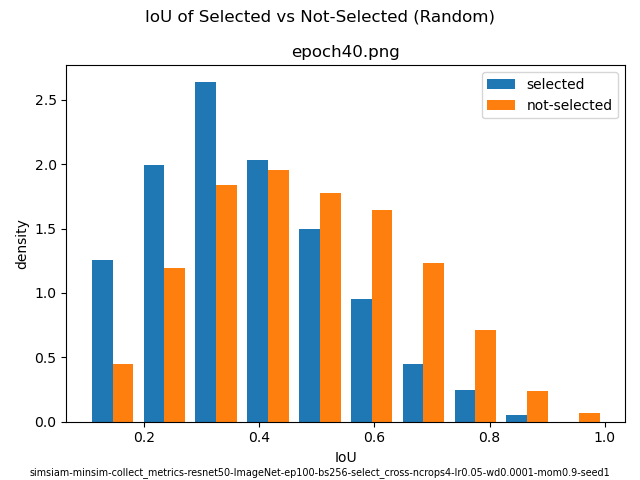 IoU of Selected vs Not-Selected (Random)
epoch40.png
selected
not-selected
density
2.5
2.0
1.5
1.0
0.5
0.0
0.2
0.4
0.6
0.8
1.0
IoU
simsiam-minsim-collect_metrics-resnet50-ImageNet-ep100-bs256-select_cross-ncrops4-lr0.05-wd0.0001-mom0.9-seed1